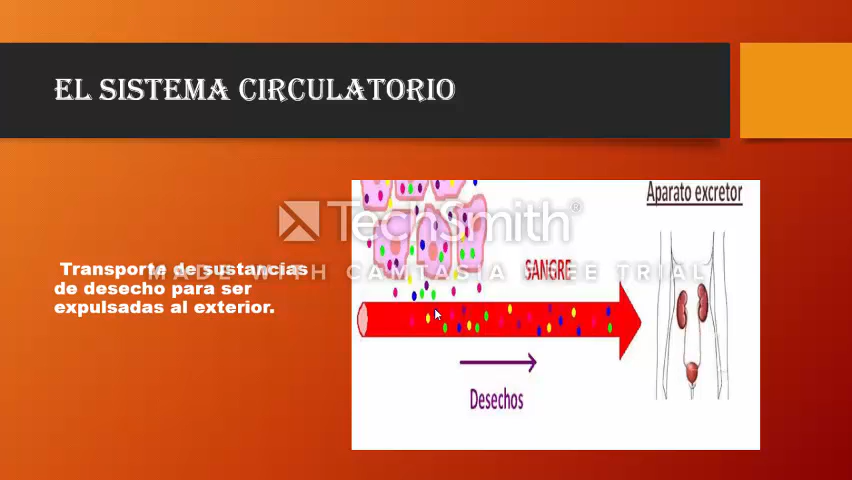 EL SISTEMA CIRCULATORIO
Aparato excretor
TechSmith®
Transporte de sustancias
de desecho para ser
expulsadas al exterior.
MADE WITH CAMTASIA FREE TRIAL
SANGRE
Desechos